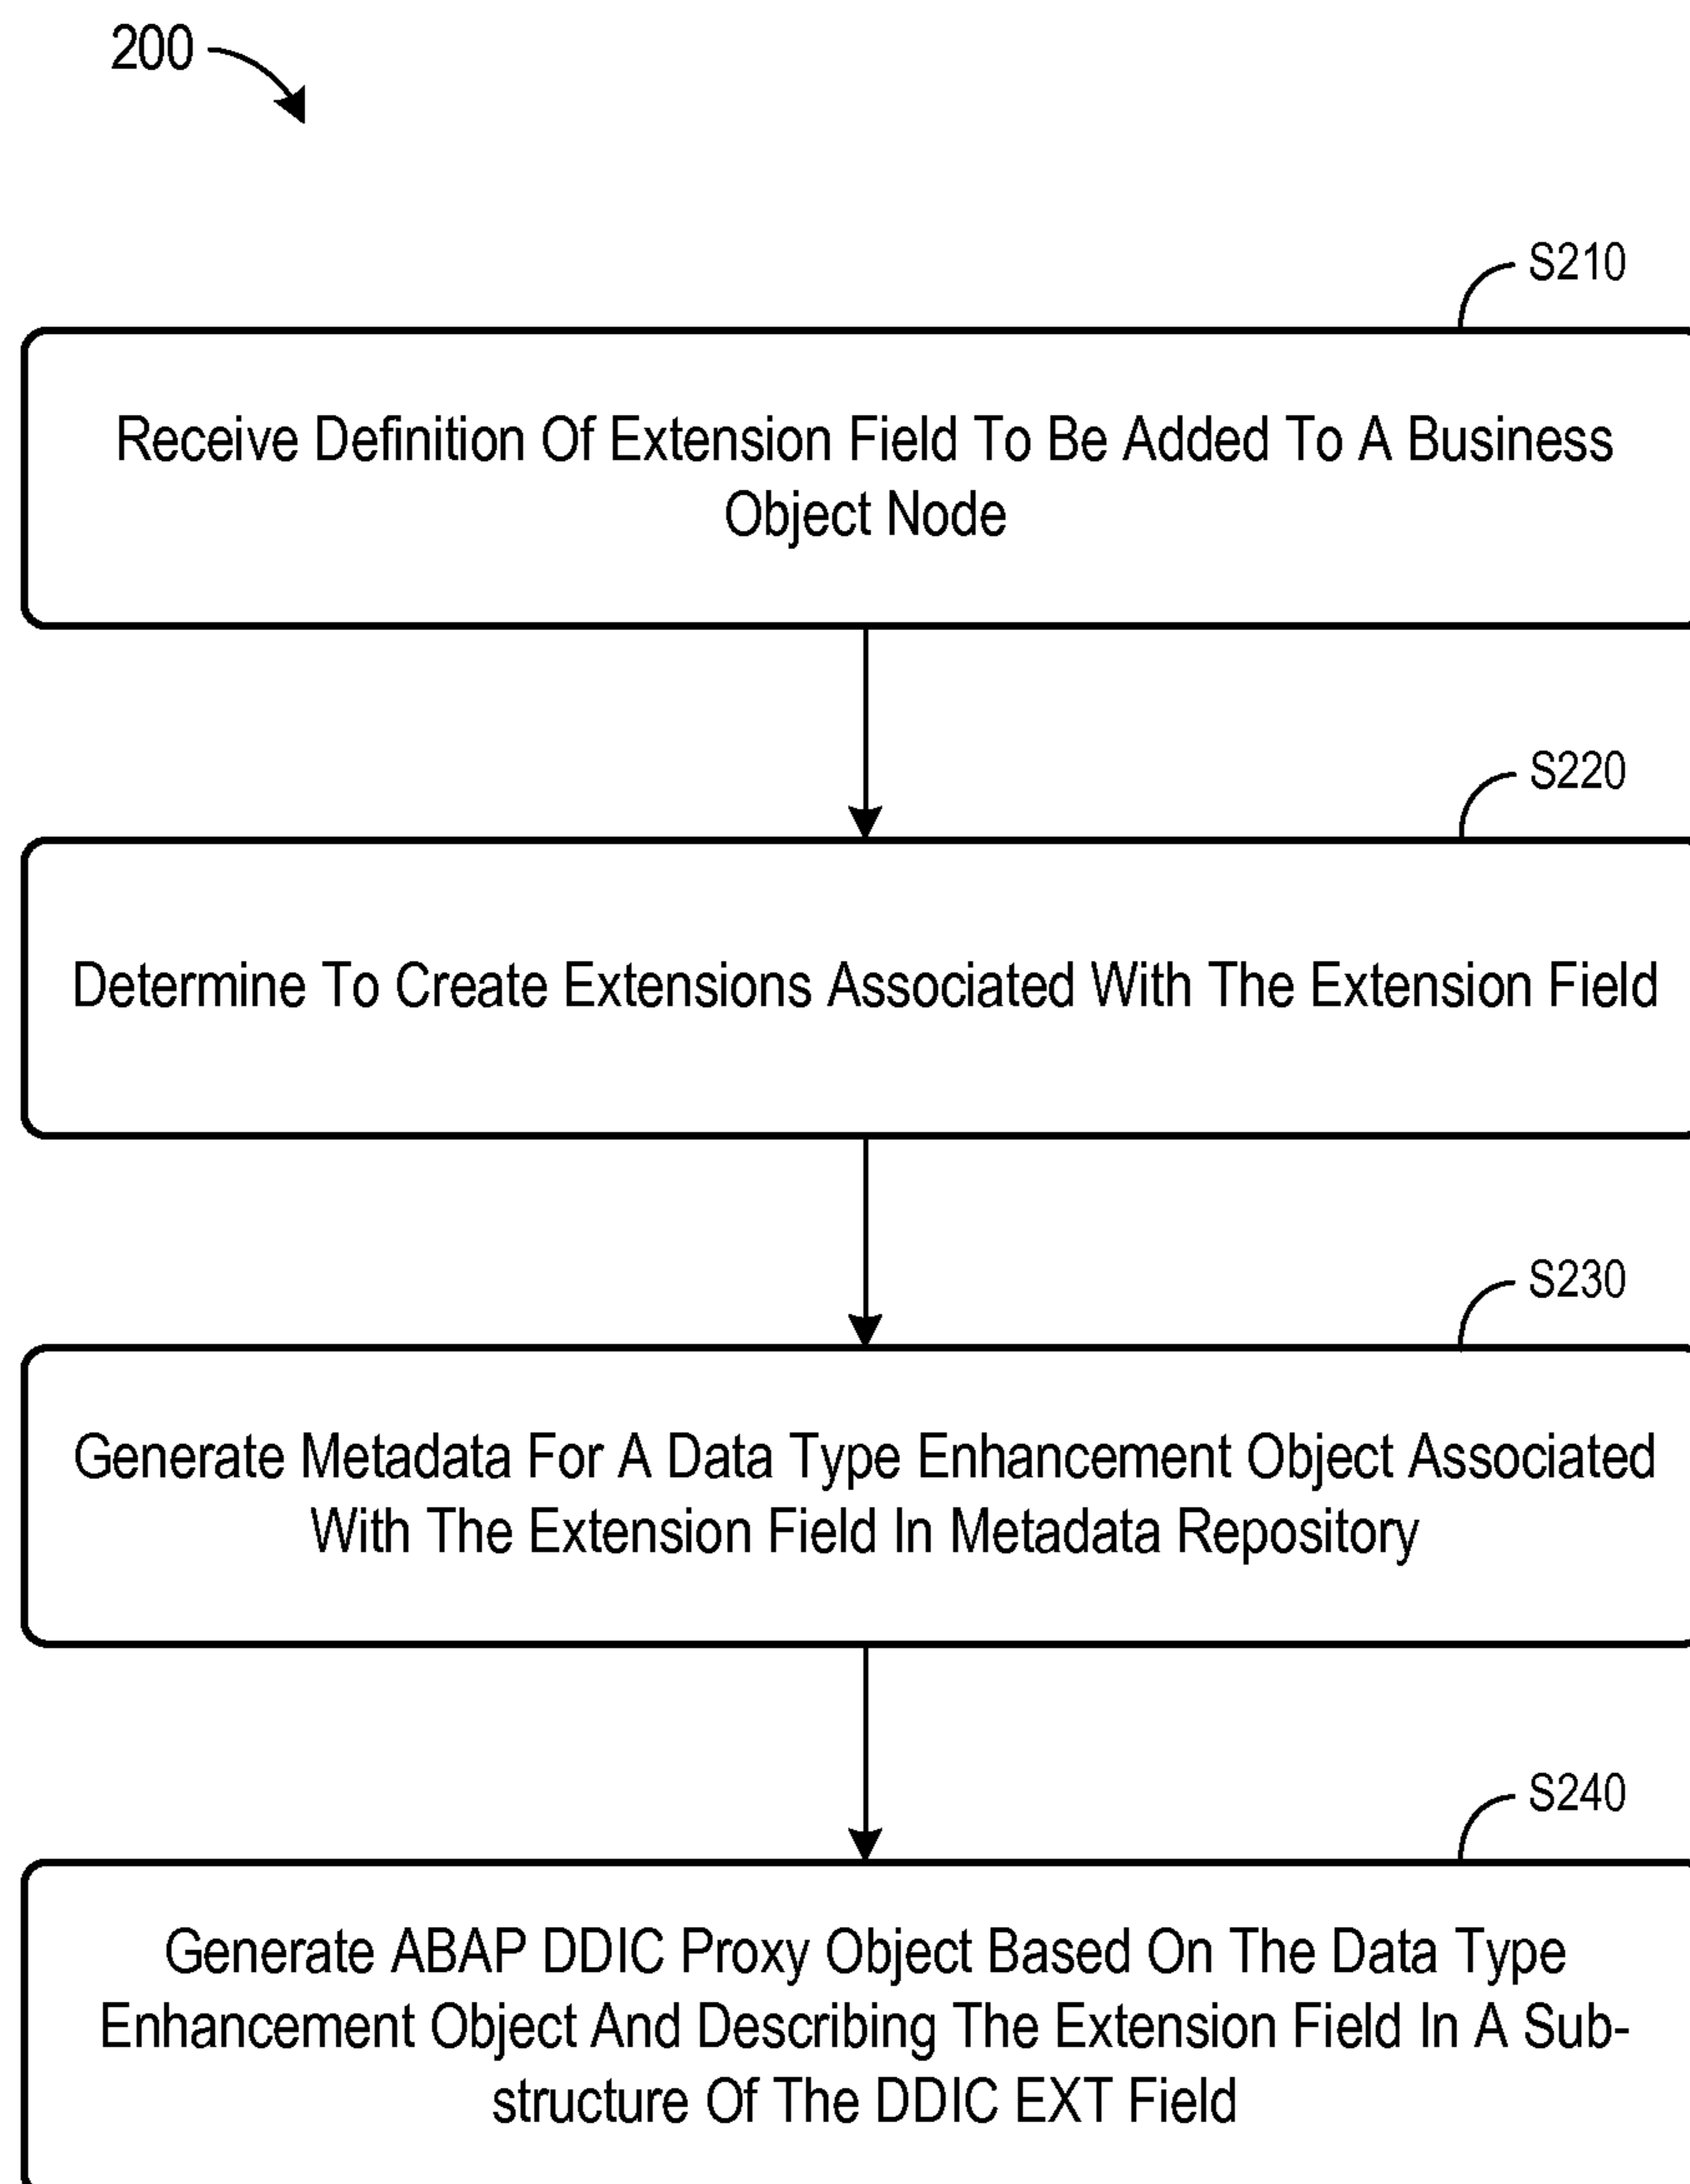 200
S210
Receive Definition Of Extension Field To Be Added To A Business
Object Node
S220
Determine To Create Extensions Associated With The Extension Field
S230
Generate Metadata For A Data Type Enhancement Object Associated
With The Extension Field In Metadata Repository
S240
Generate ABAP DDIC Proxy Object Based On The Data Type
Enhancement Object And Describing The Extension Field In A Sub-
structure Of The DDIC EXT Field